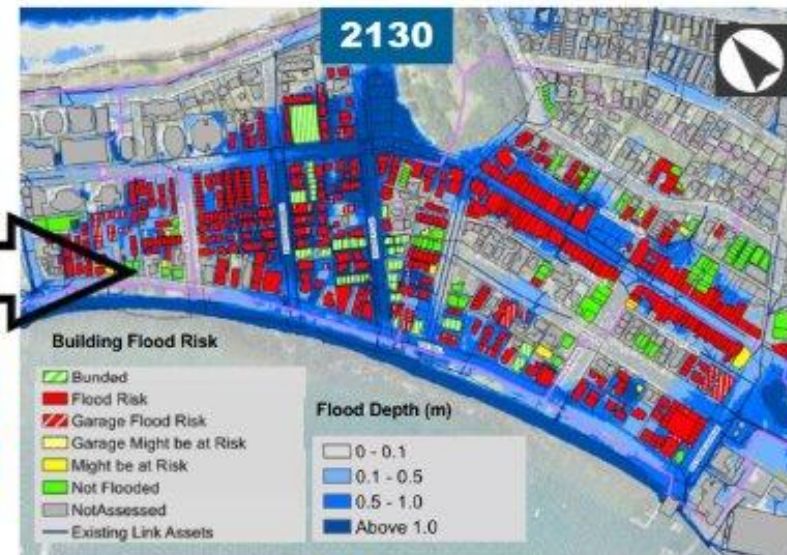 2130
Building Flood Risk
Bunded
Flood Risk
Garage Flood Risk
Garage Might be at Risk
Might be at Risk
Not Flooded
NotAssessed
Existing Link Assets
Flood Depth (m)
0 - 0.1
0.1 - 0.5
0.5 - 1.0
Above 1.0